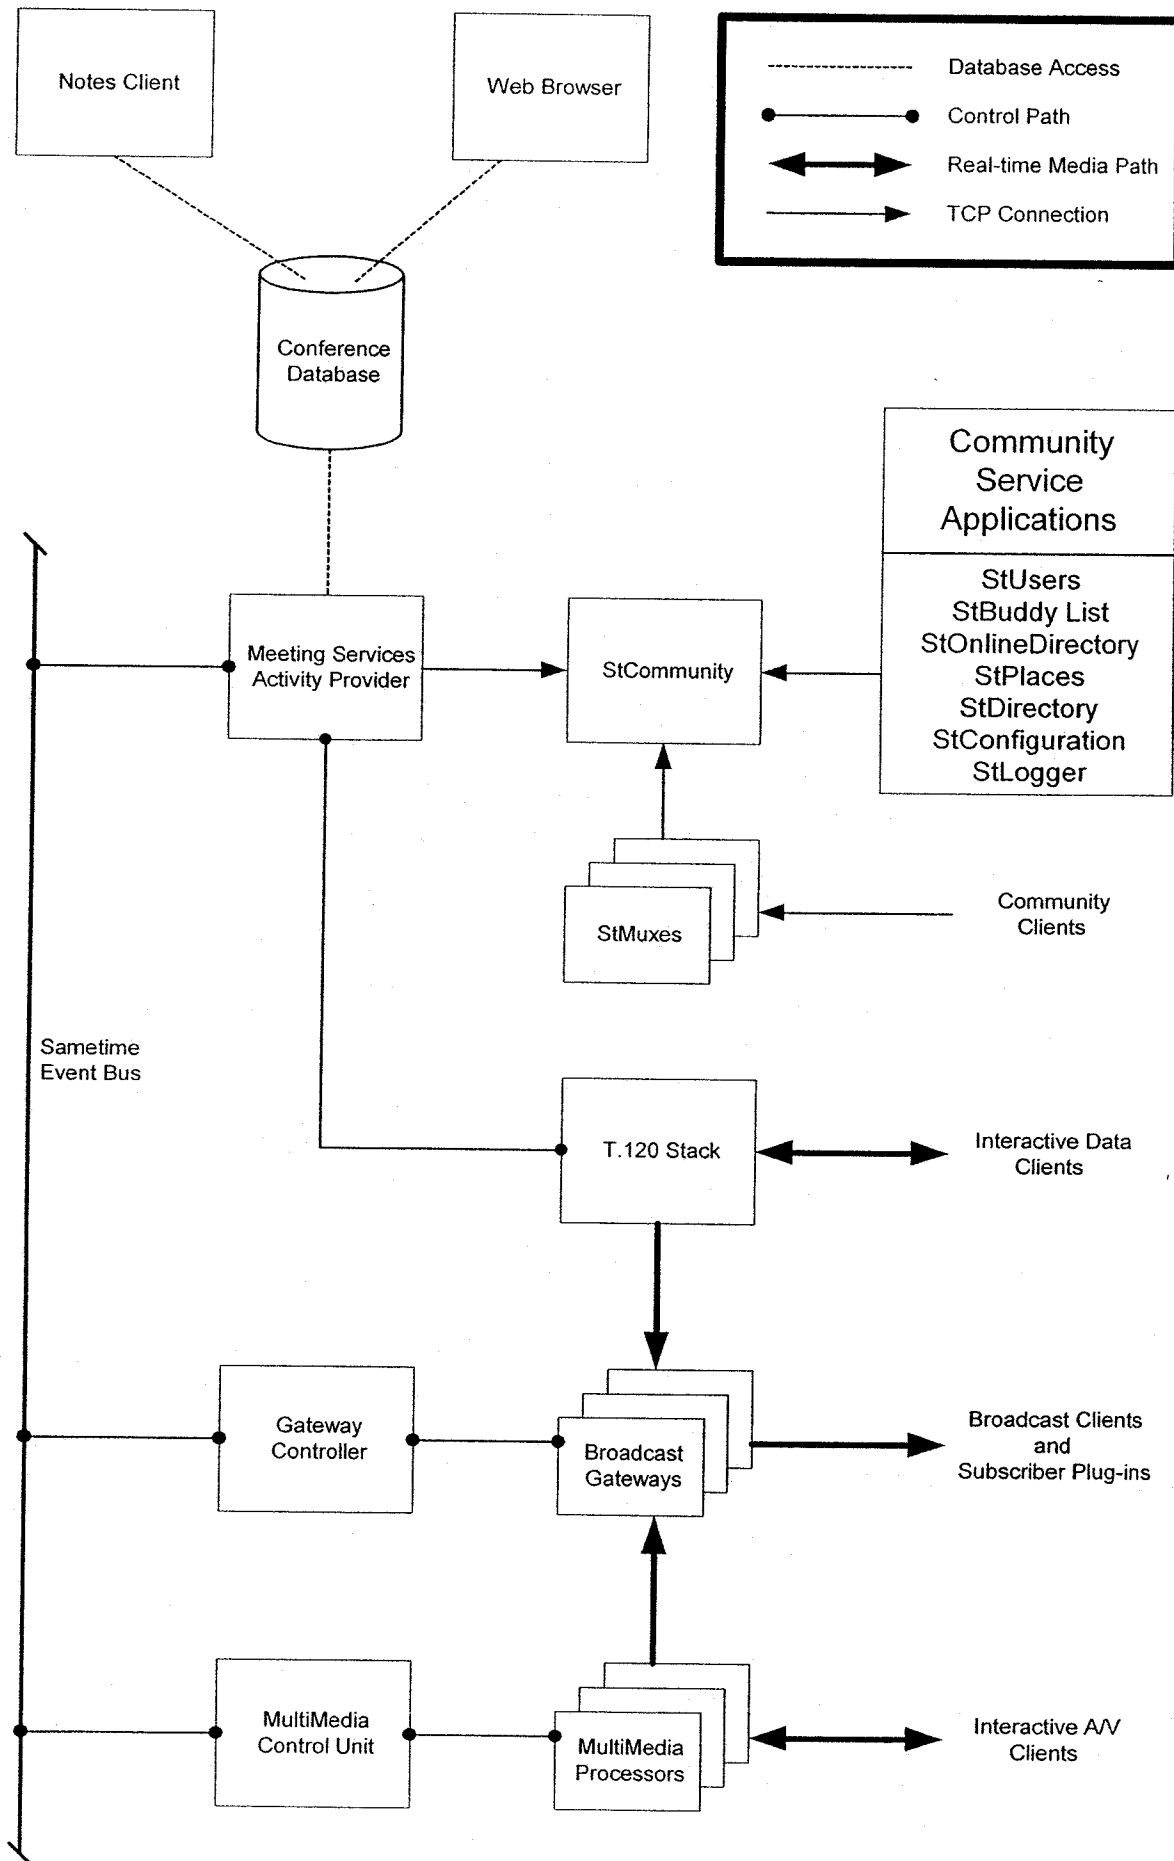 Notes Client
Web Browser
Database Access
Control Path
Real-time Media Path
TCP Connection
Conference
Database
Community
Service
Applications
StUsers
StBuddy List
StOnlineDirectory
StPlaces
StDirectory
StConfiguration
StLogger
Meeting Services
Activity Provider
StCommunity
StMuxes
Community
Clients
Sametime
Event Bus
T.120 Stack
Interactive Data
Clients
Gateway
Controller
Broadcast
Gateways
Broadcast Clients
and
Subscriber Plug-ins
MultiMedia
Control Unit
MultiMedia
Processors
Interactive A/V
Clients